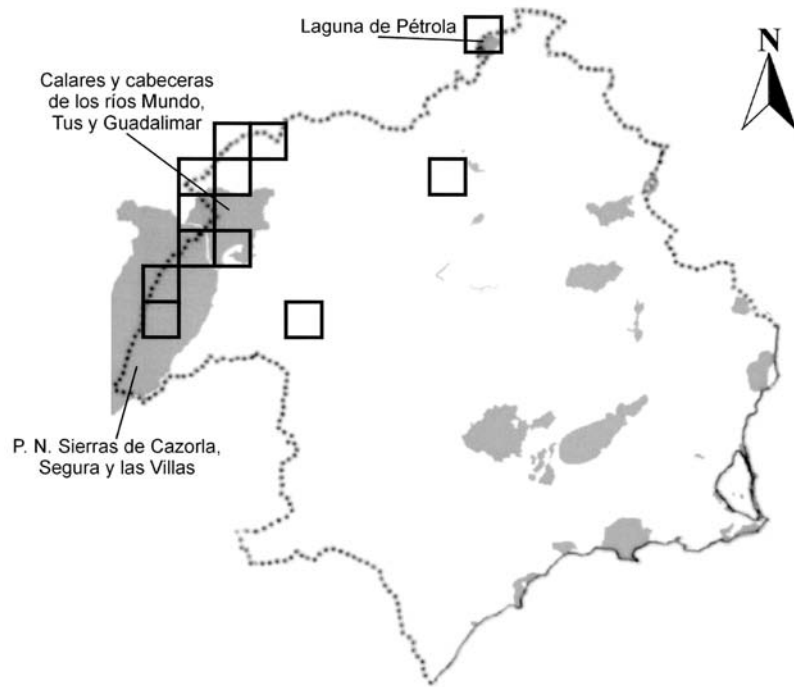 Laguna de Pétrola
N
Calares y cabeceras
de los ríos Mundo,
Tus y Guadalimar
P. N. Sierras de Cazorla,
Segura y las Villas